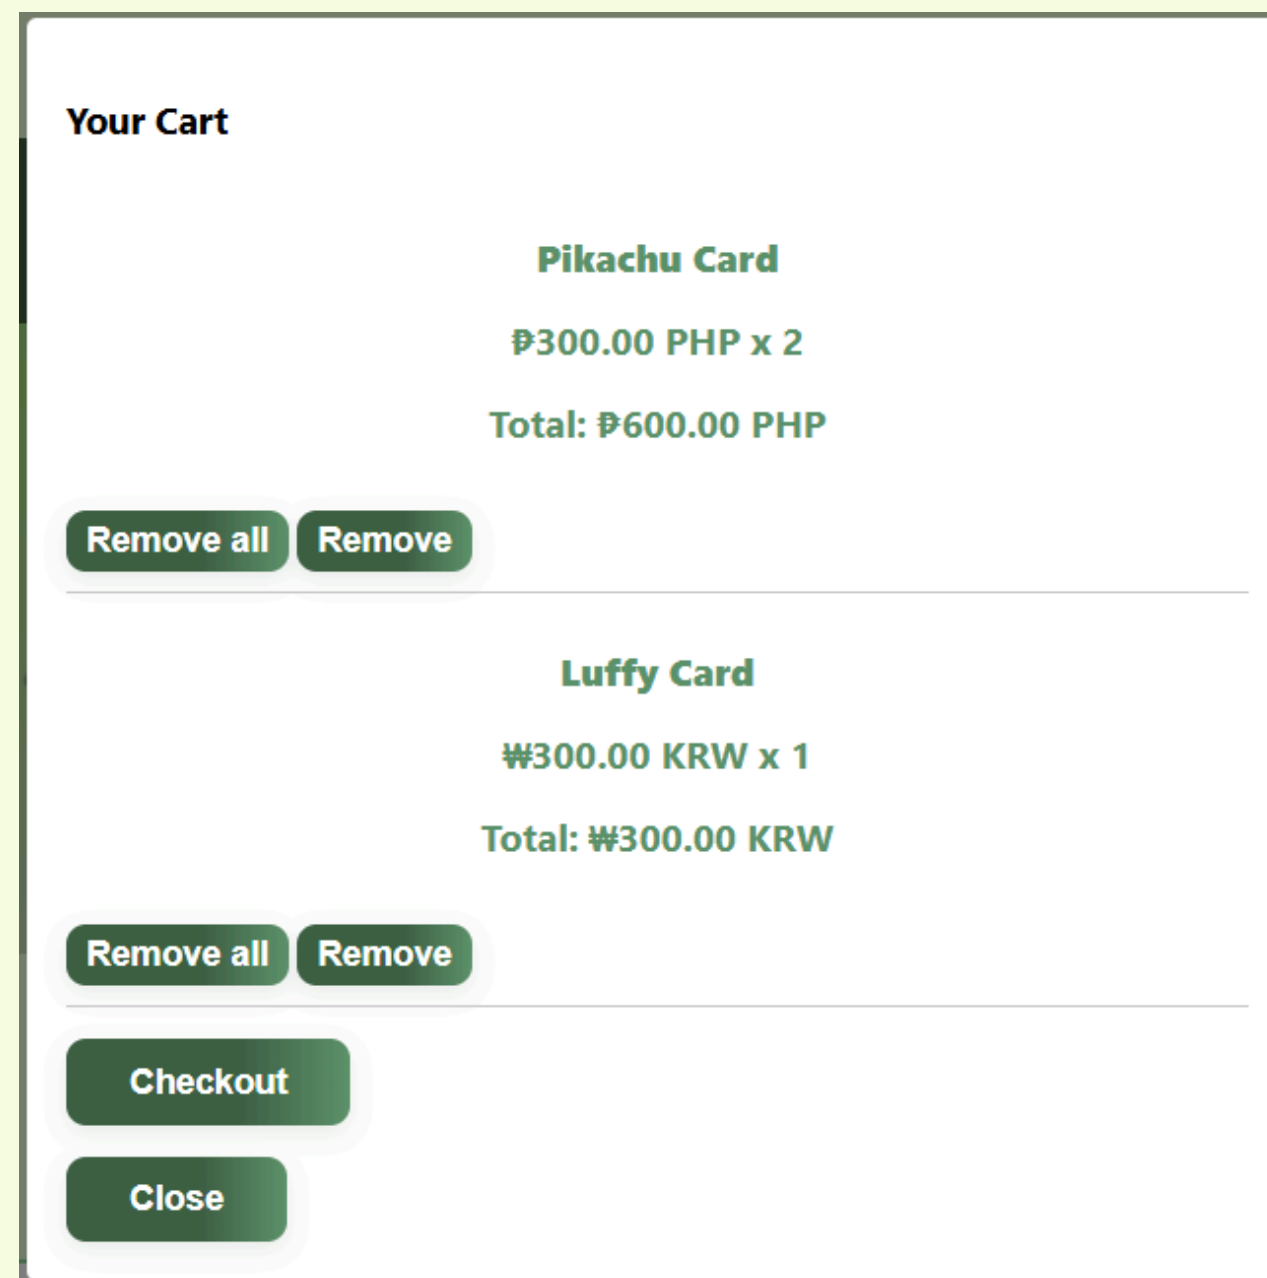 Your Cart
Pikachu Card
₱300.00 PHP x 2
Total: ₱600.00 PHP
Remove all Remove
Luffy Card
₩300.00 KRW x 1
Total: ₩300.00 KRW
Remove all Remove
Checkout
Close